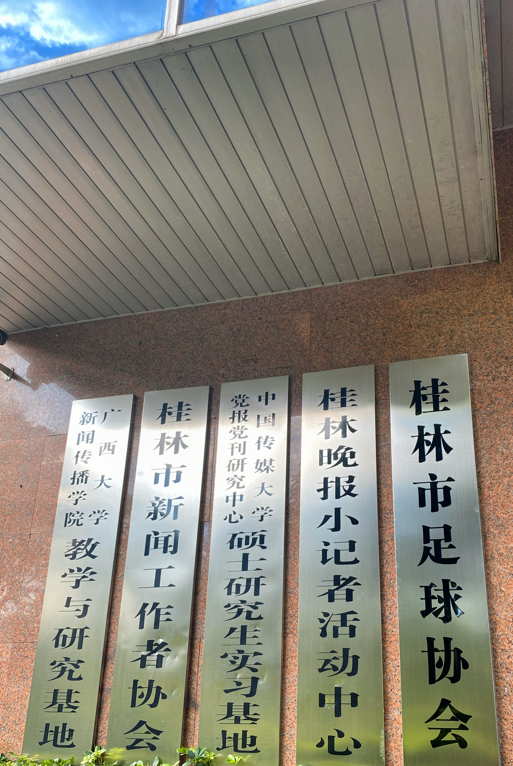 桂林市足球协会
桂林晚报小记者活动中心
中国传媒大学
党报党刊研究中心
硕士研究生实习基地
桂林市新闻工作者协会
广西大学
新闻传播学院
教学与研究基地